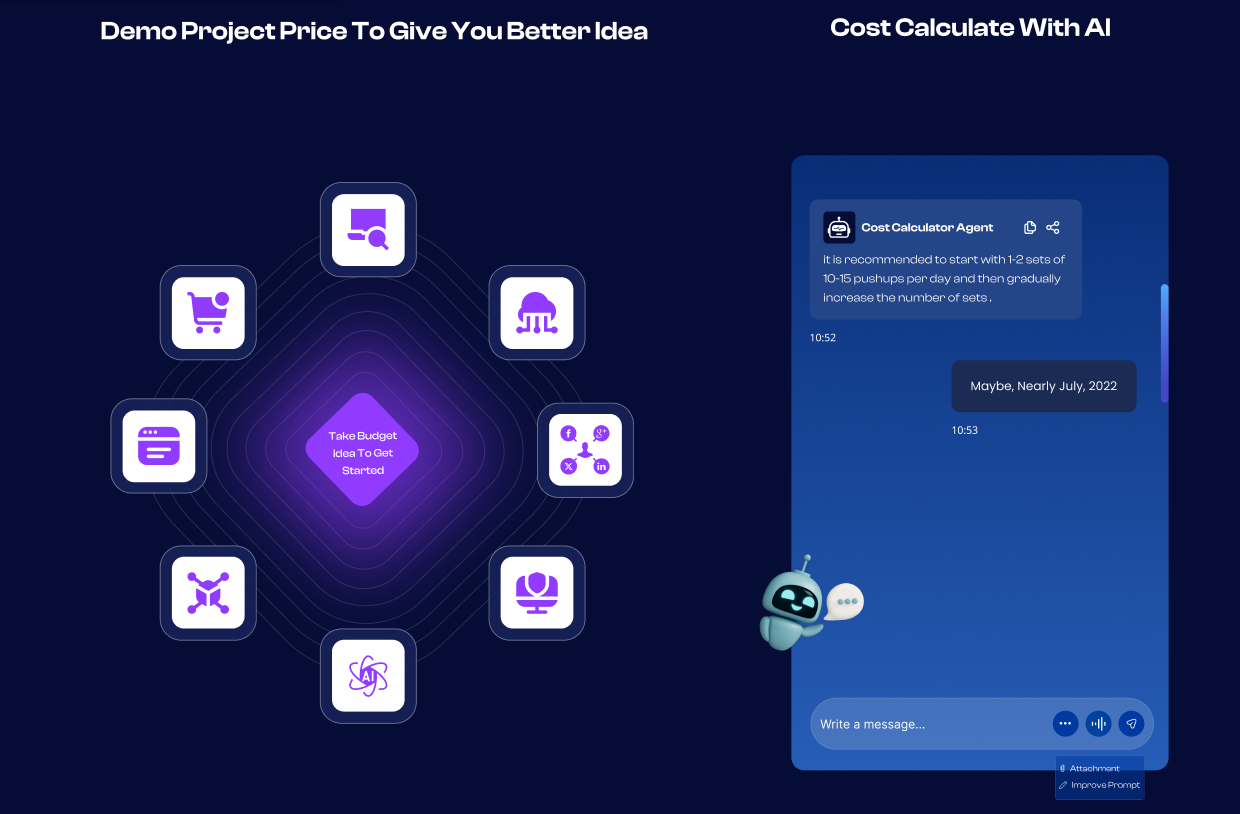 Demo Project Price To Give You Better Idea
Take Budget
Idea To Get
Started
AI
f
g+
X
in
Cost Calculate With AI
Cost Calculator Agent
it is recommended to start with 1-2 sets of
10-15 pushups per day and then gradually
increase the number of sets .
10:52
Maybe, Nearly July, 2022
10:53
Write a message...
Attachment
Improve Prompt